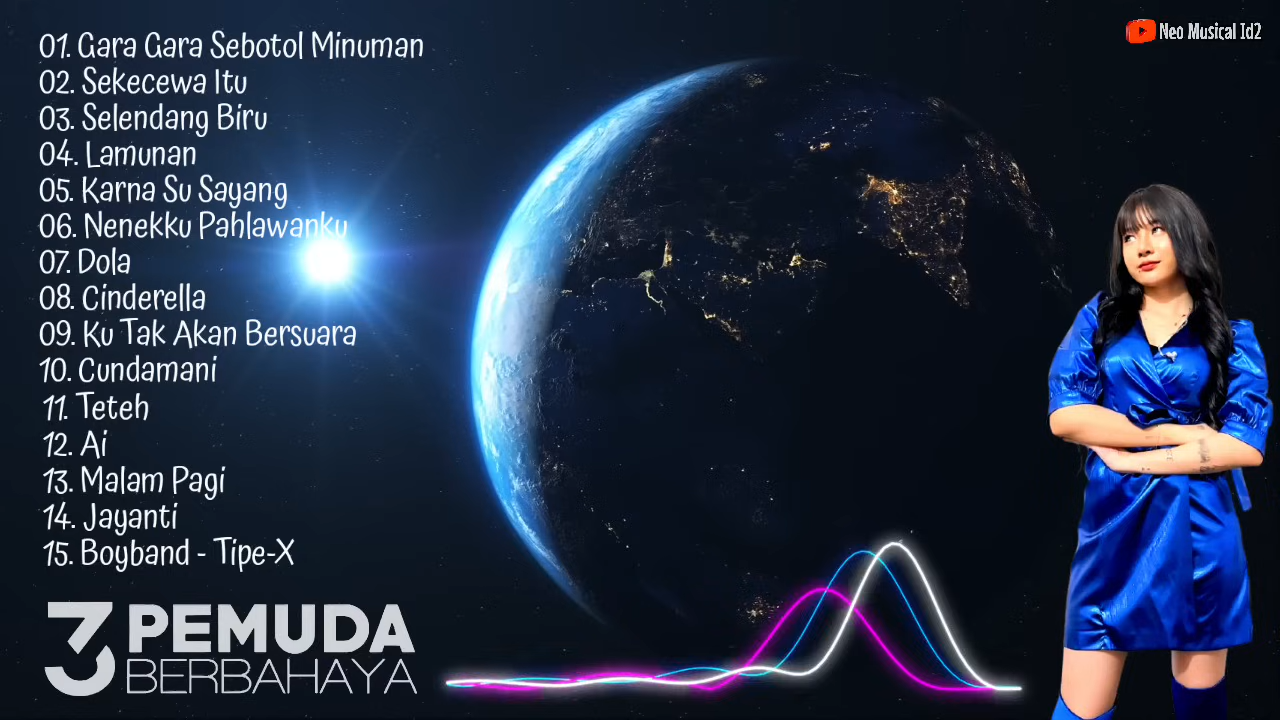 01. Gara Gara Sebotol Minuman
02. Sekecewa Itu
03. Selendang Biru
04. Lamunan
05. Karna Su Sayang
06. Nenekku Pahlawanku
07. Dola
08. Cinderella
09. Ku Tak Akan Bersuara
10. Cundamani
11. Teteh
12. Ai
13. Malam Pagi
14. Jayanti
15. Boyband - Tipe-X
3 PEMUDA
BERBAHAYA
Neo Musical Id2